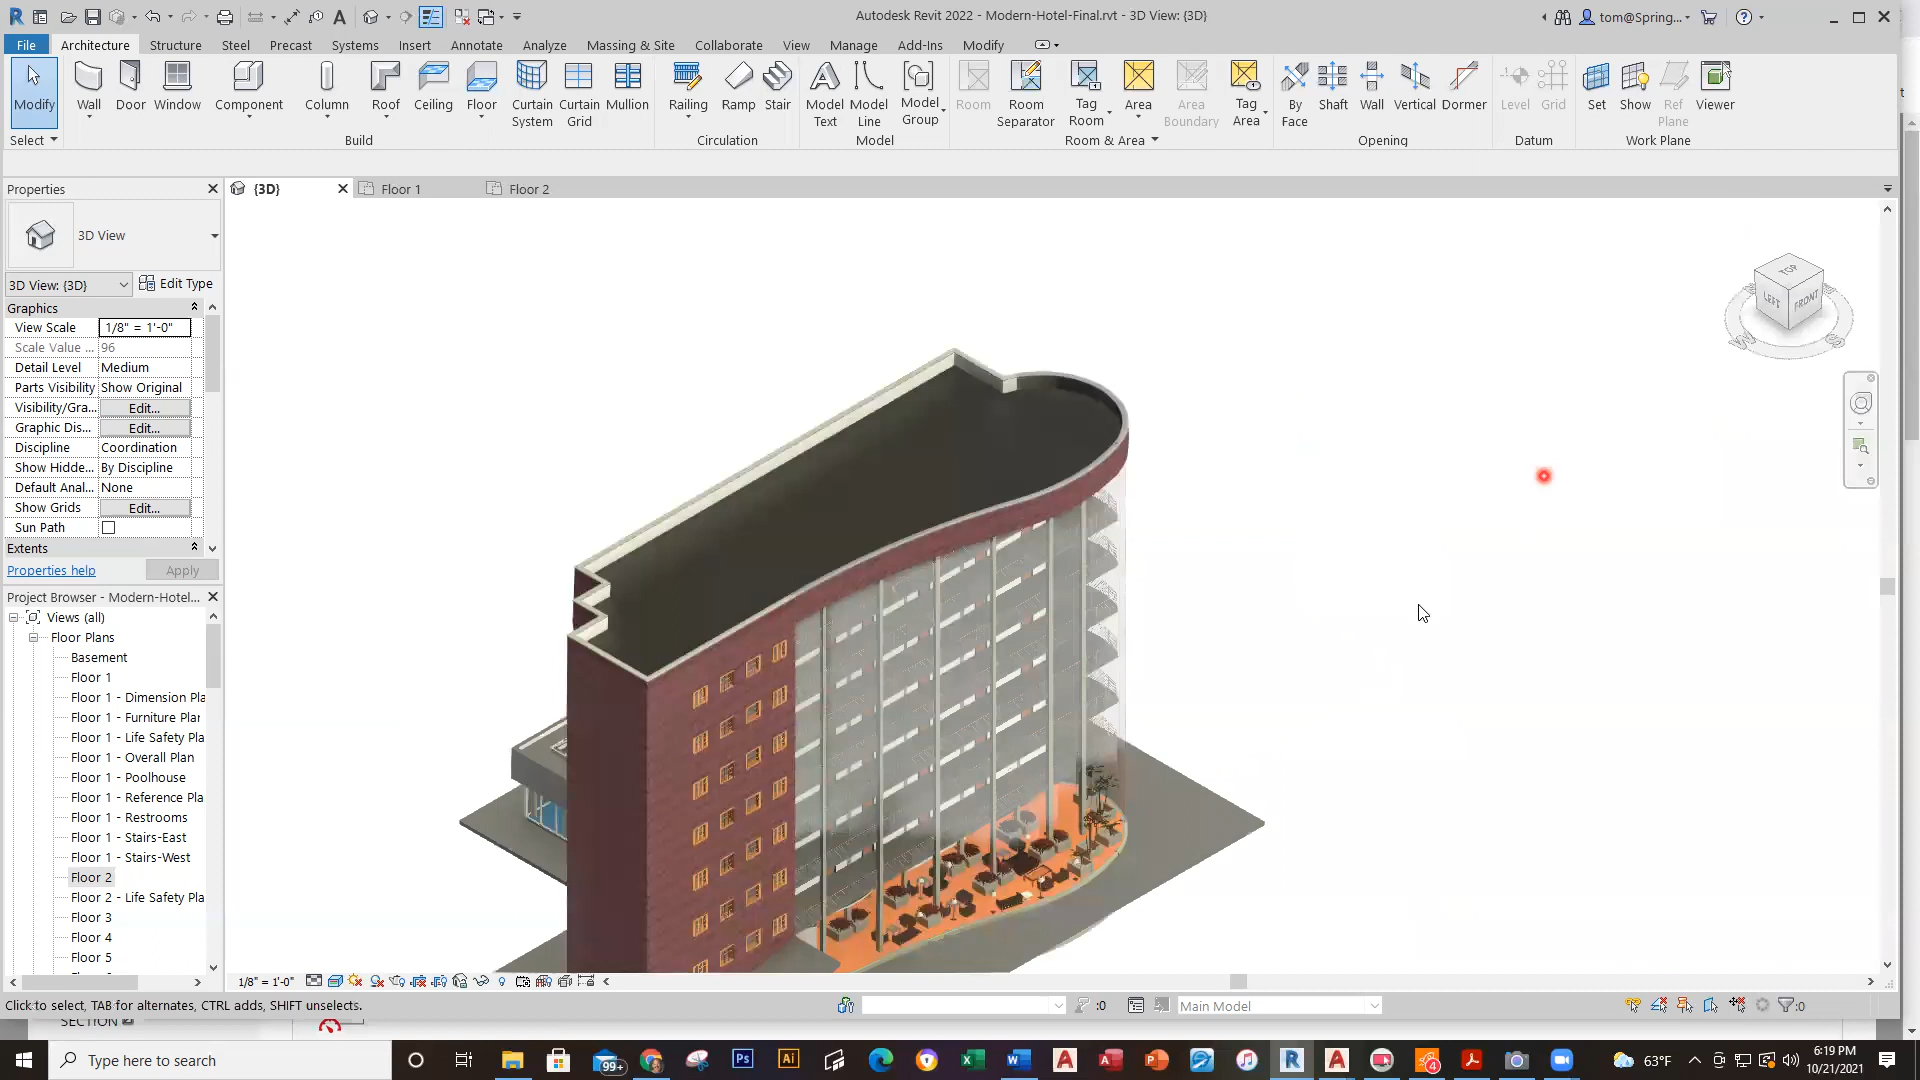 Autodesk Revit 2022 - Modern-Hotel-Final.rvt - 3D View: {3D}
tom@Spring...
File Architecture Structure Steel Precast Systems Insert Annotate Analyze Massing & Site Collaborate View Manage Add-Ins Modify
Modify Wall Door Window Component Column Roof Ceiling Floor Curtain System Curtain Grid Mullion Railing Ramp Stair Model Text Model Line Model Group Room Room Separator Tag Room Area Area Boundary Tag Area By Face Shaft Wall Vertical Dormer Level Grid Set Show Ref Plane Viewer
Select Build Circulation Model Room & Area Opening Datum Work Plane
Properties
{3D} Floor 1 Floor 2
3D View
3D View: {3D} Edit Type
Graphics
View Scale 1/8" = 1'-0"
Scale Value ... 96
Detail Level Medium
Parts Visibility Show Original
Visibility/Gra... Edit...
Graphic Dis... Edit...
Discipline Coordination
Show Hidde... By Discipline
Default Anal... None
Show Grids Edit...
Sun Path
Extents
Properties help Apply
Project Browser - Modern-Hotel...
Views (all)
Floor Plans
Basement
Floor 1
Floor 1 - Dimension Pla
Floor 1 - Furniture Plar
Floor 1 - Life Safety Pla
Floor 1 - Overall Plan
Floor 1 - Poolhouse
Floor 1 - Reference Pla
Floor 1 - Restrooms
Floor 1 - Stairs-East
Floor 1 - Stairs-West
Floor 2
Floor 2 - Life Safety Pla
Floor 3
Floor 4
Floor 5
TOP
LEFT FRONT
W S
1/8" = 1'-0"
Click to select, TAB for alternates, CTRL adds, SHIFT unselects.
:0
Main Model
:0
SECTION
Type here to search
99+
4
63°F
6:19 PM
10/21/2021